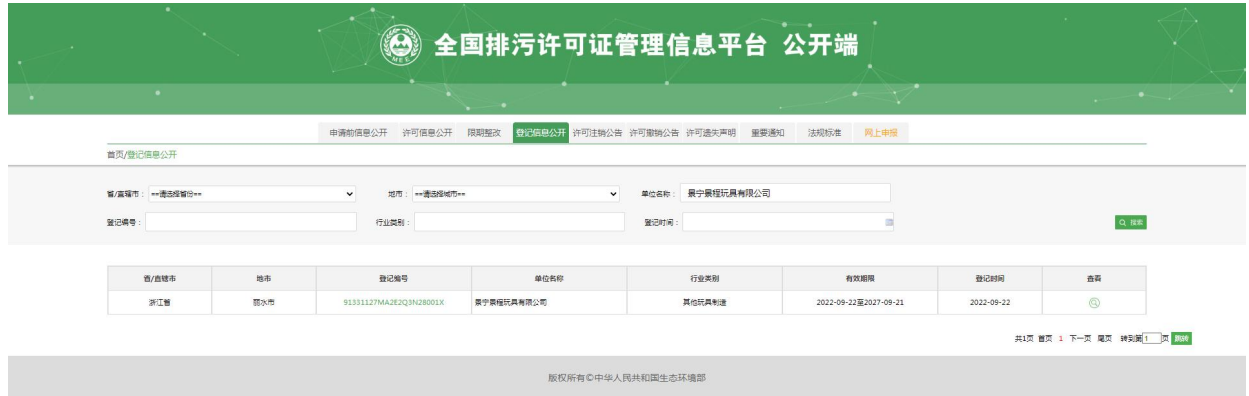 MEE 全国排污许可证管理信息平台 公开端
申请前信息公开 许可信息公开 限期整改 登记信息公开 许可注销公告 许可撤销公告 许可遗失声明 重要通知 法规标准 网上申报
首页/登记信息公开
省/直辖市： ==请选择省份== 地市： ==请选择城市== 单位名称： 景宁景程玩具有限公司
登记编号： 行业类别： 登记时间： 搜索
省/直辖市 地市 登记编号 单位名称 行业类别 有效期限 登记时间 查看
浙江省 丽水市 91331127MA2E2Q3N28001X 景宁景程玩具有限公司 其他玩具制造 2022-09-22至2027-09-21 2022-09-22
共1页 首页 1 下一页 尾页 转到第 1 页 跳转
版权所有©中华人民共和国生态环境部